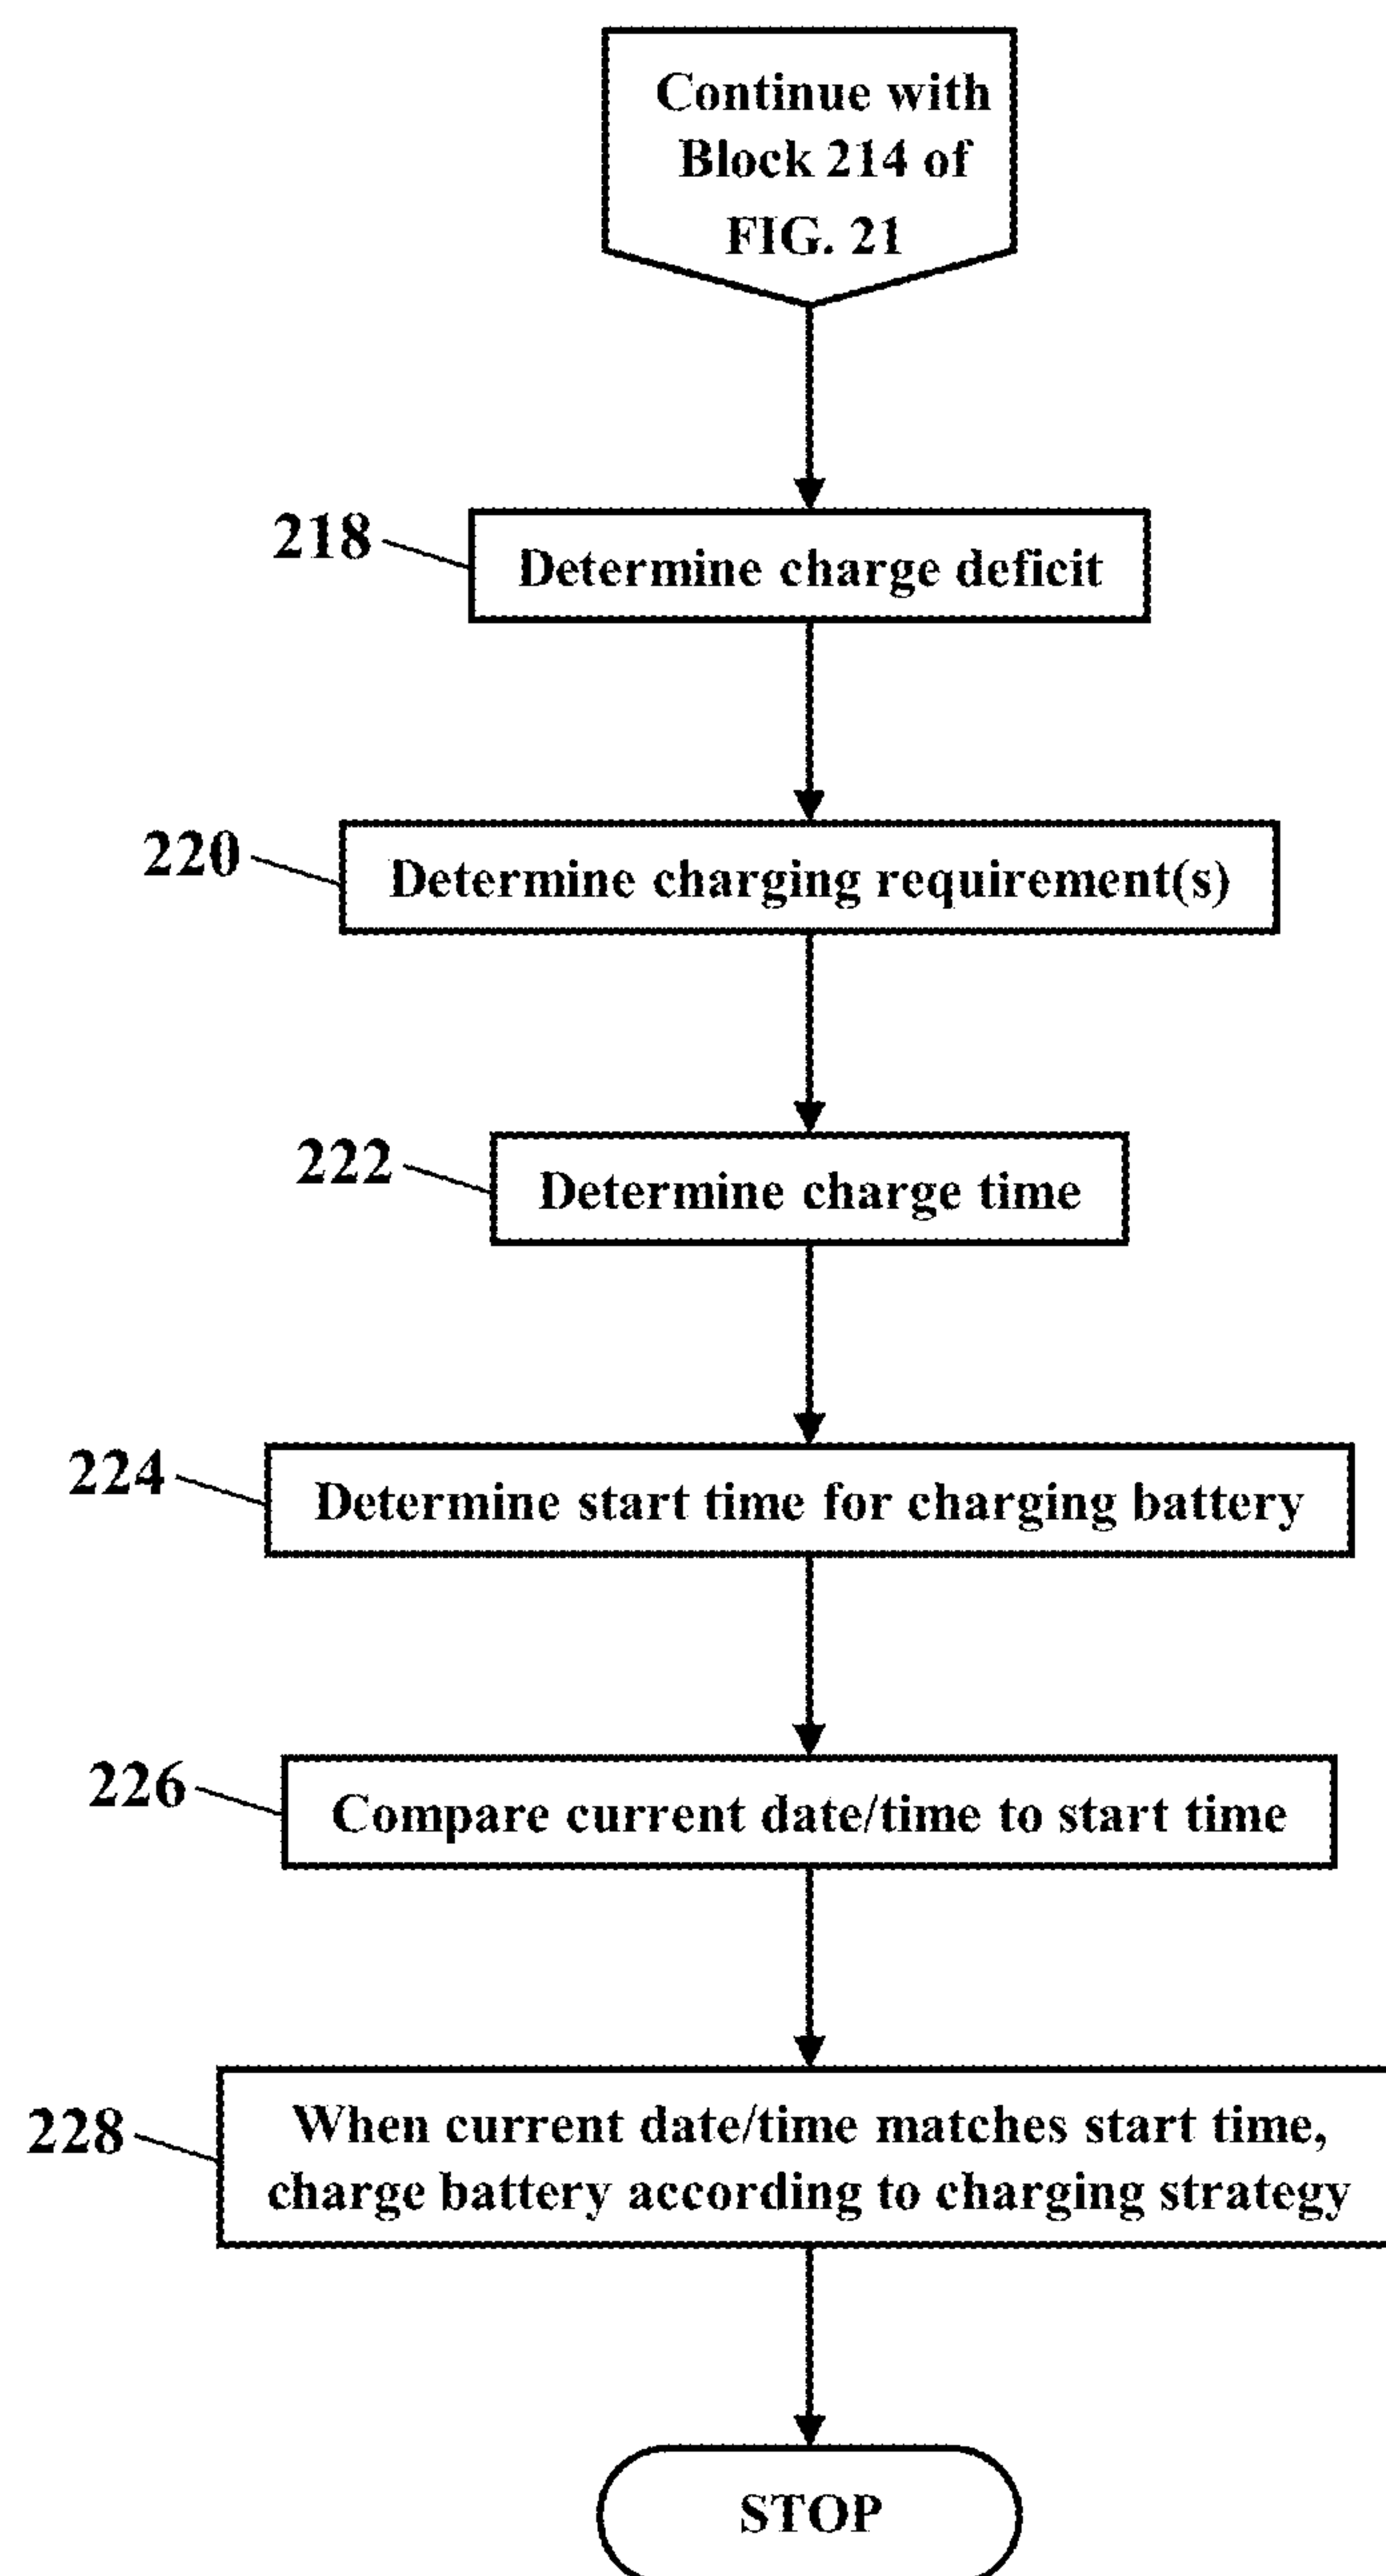 Continue with
Block 214 of
FIG. 21
218
Determine charge deficit
220
Determine charging requirement(s)
222
Determine charge time
224
Determine start time for charging battery
226
Compare current date/time to start time
228
When current date/time matches start time,
charge battery according to charging strategy
STOP